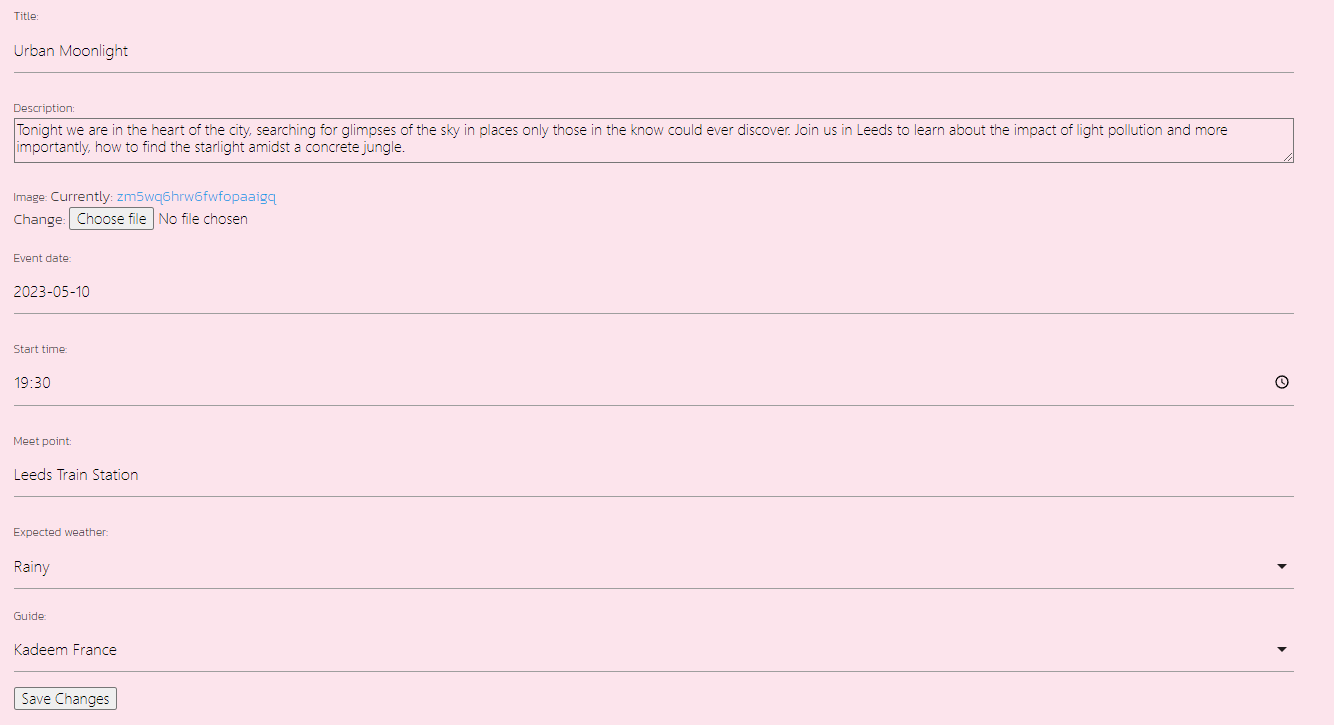 Title:
Urban Moonlight
Description:
Tonight we are in the heart of the city, searching for glimpses of the sky in places only those in the know could ever discover. Join us in Leeds to learn about the impact of light pollution and more
importantly, how to find the starlight amidst a concrete jungle.
Image: Currently: zm5wq6hrw6fwfopaaigq
Change: Choose file No file chosen
Event date:
2023-05-10
Start time:
19:30
Meet point:
Leeds Train Station
Expected weather:
Rainy
Guide:
Kadeem France
Save Changes